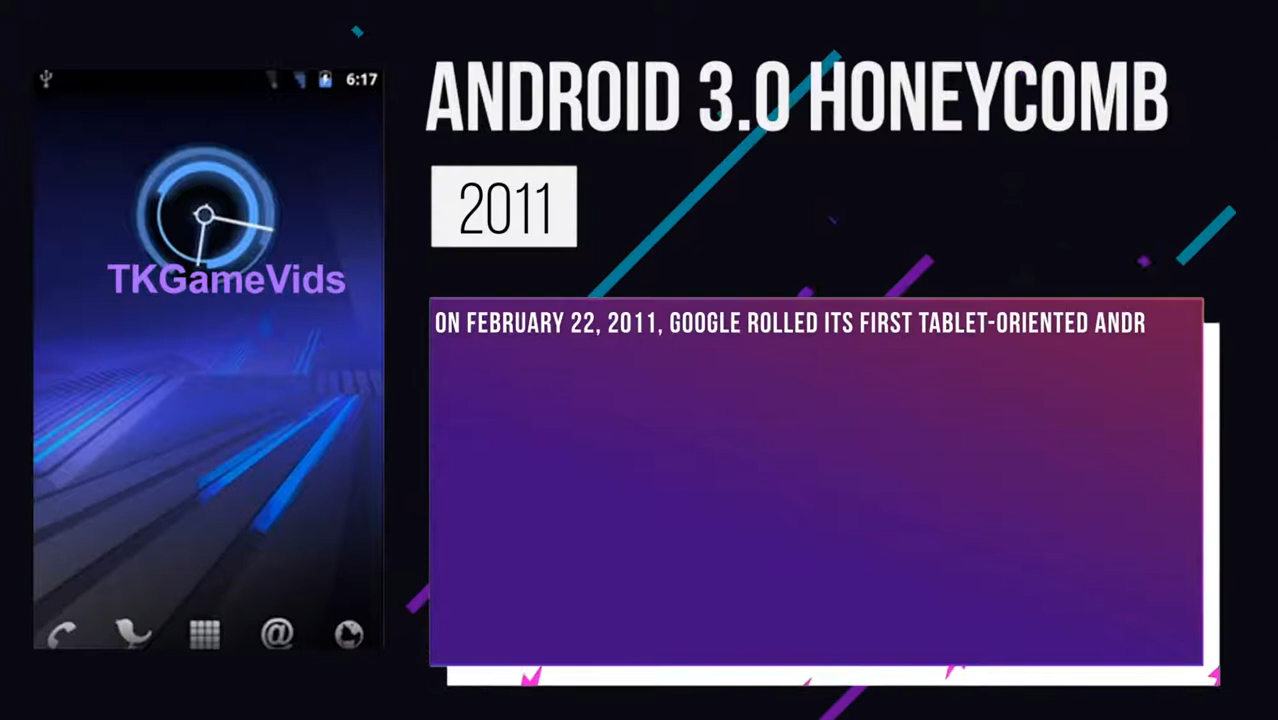 6:17
TKGameVids
@
ANDROID 3.0 HONEYCOMB
2011
ON FEBRUARY 22, 2011, GOOGLE ROLLED ITS FIRST TABLET-ORIENTED ANDR